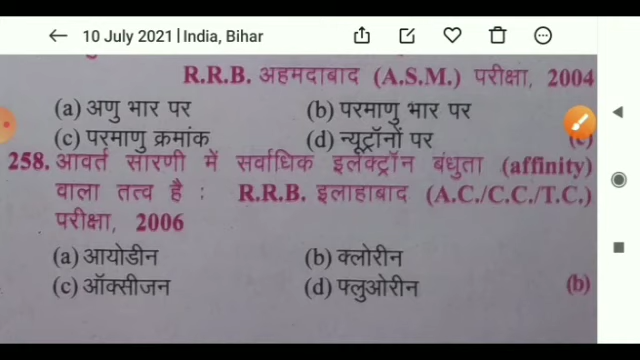 10 July 2021 | India, Bihar
R.R.B. अहमदाबाद (A.S.M.) परीक्षा, 2004
(a) अणु भार पर (b) परमाणु भार पर
(c) परमाणु क्रमांक (d) न्यूट्रॉनों पर (c)
258. आवर्त सारणी में सर्वाधिक इलेक्ट्रॉन बंधुता (affinity)
वाला तत्व है : R.R.B. इलाहाबाद (A.C./C.C./T.C.)
परीक्षा, 2006
(a) आयोडीन (b) क्लोरीन
(c) ऑक्सीजन (d) फ्लुओरीन (b)